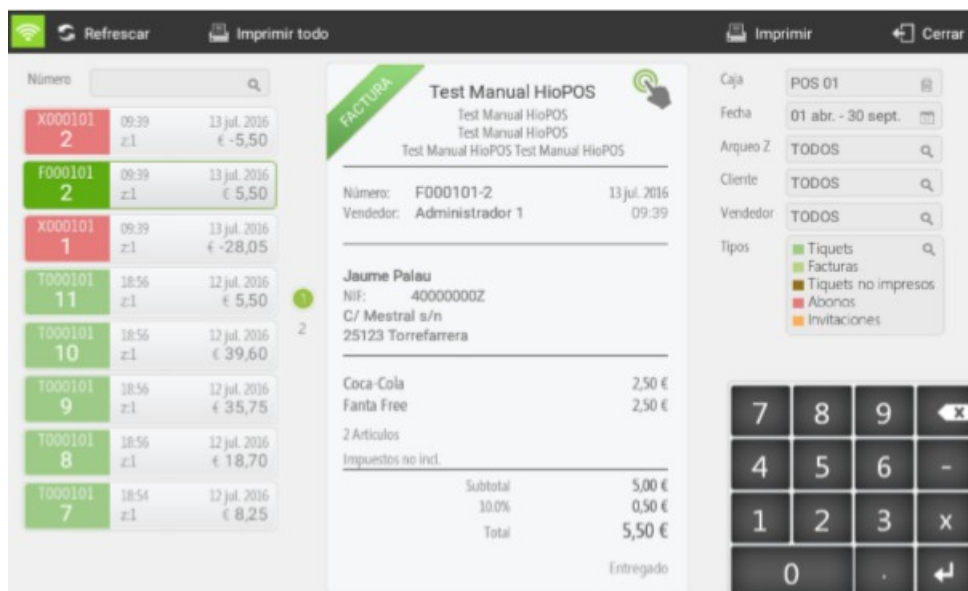 Refrescar Imprimir todo Imprimir Cerrar
Número
X000101 09:39 13 jul. 2016
2 z:1 € -5,50
F000101 09:39 13 jul. 2016
2 z:1 € 5,50
X000101 09:39 13 jul. 2016
1 z:1 € -28,05
T000101 18:56 12 jul. 2016
11 z:1 € 5,50
T000101 18:56 12 jul. 2016
10 z:1 € 39,60
T000101 18:56 12 jul. 2016
9 z:1 € 35,75
T000101 18:56 12 jul. 2016
8 z:1 € 18,70
T000101 18:54 12 jul. 2016
7 z:1 € 8,25
1
2
FACTURA
Test Manual HioPOS
Test Manual HioPOS
Test Manual HioPOS
Test Manual HioPOS Test Manual HioPOS
Número: F000101-2 13 jul. 2016
Vendedor: Administrador 1 09:39
Jaume Palau
NIF: 40000000Z
C/ Mestral s/n
25123 Torrefarrera
Coca-Cola 2,50 €
Fanta Free 2,50 €
2 Articulos
Impuestos no incl.
Subtotal 5,00 €
10.0% 0,50 €
Total 5,50 €
Entregado
Caja POS 01
Fecha 01 abr. - 30 sept.
Arqueo Z TODOS
Cliente TODOS
Vendedor TODOS
Tipos Tiquets
Facturas
Tiquets no impresos
Abonos
Invitaciones
7 8 9 x
4 5 6 -
1 2 3 x
0 .